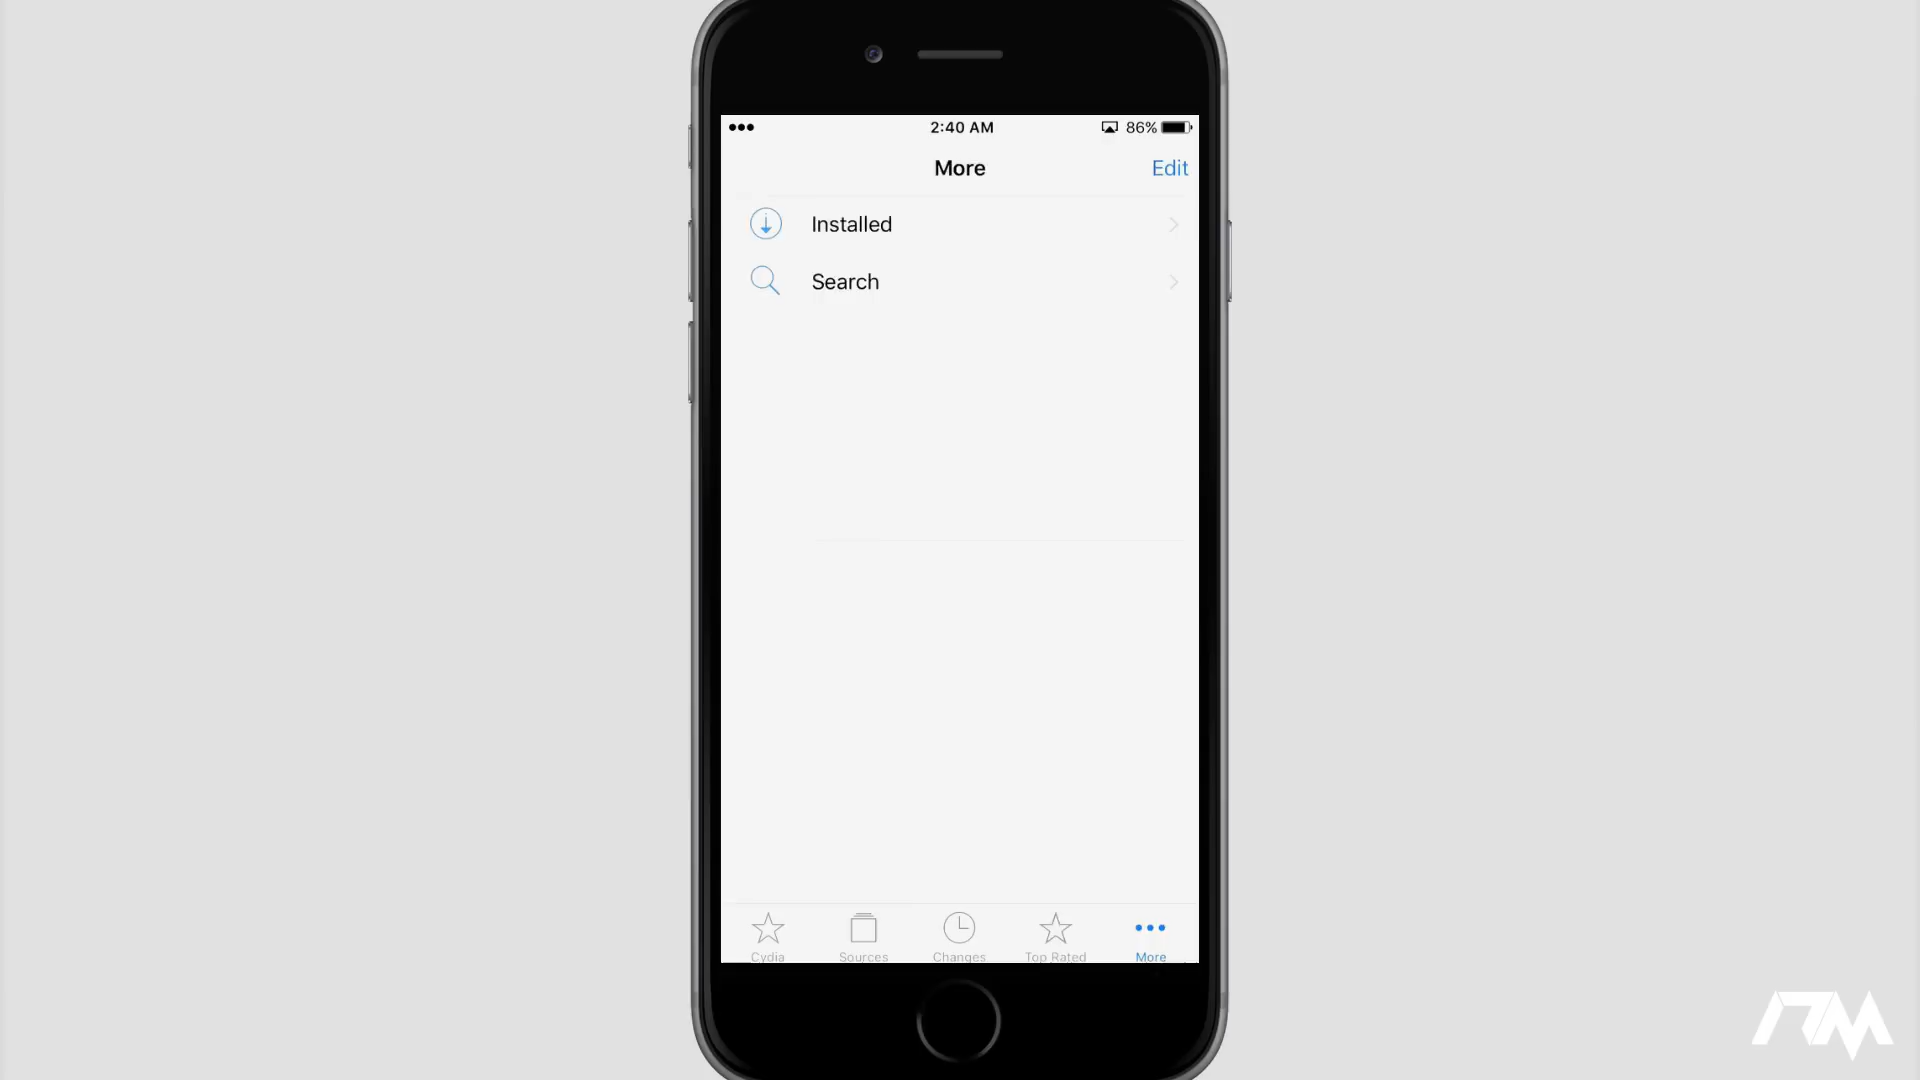 2:40 AM 86%
More Edit
Installed
Search
Cydia Sources Changes Top Rated More